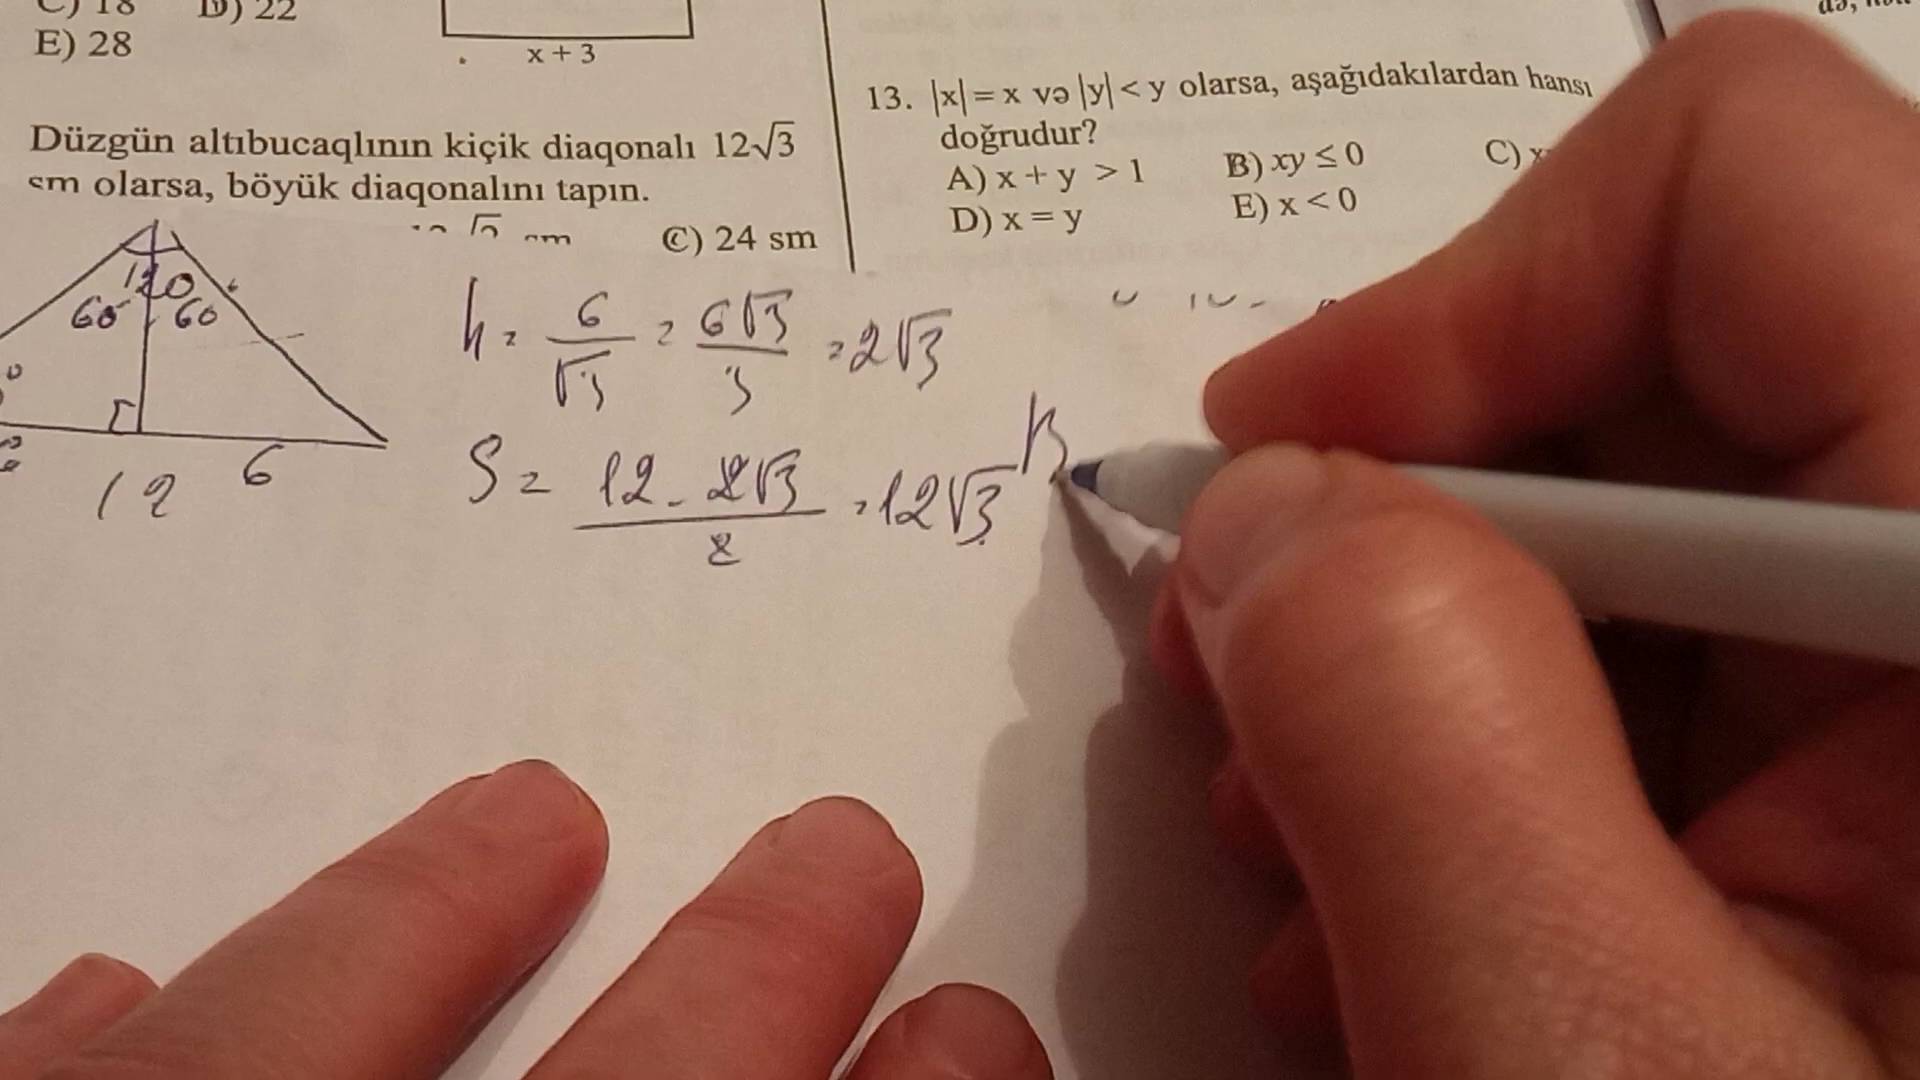 C) 18 D) 22
E) 28
x + 3
Düzgün altıbucaqlının kiçik diaqonalı 12√3
sm olarsa, böyük diaqonalını tapın.
C) 24 sm
13. |x| = x və |y| < y olarsa, aşağıdakılardan hansı
doğrudur?
A) x + y > 1 B) xy ≤ 0 C) x
D) x = y E) x < 0
120
60 60
12 6
h = 6/√3 = 6√3/3 = 2√3
S = 12 · 2√3/2 = 12√3 B